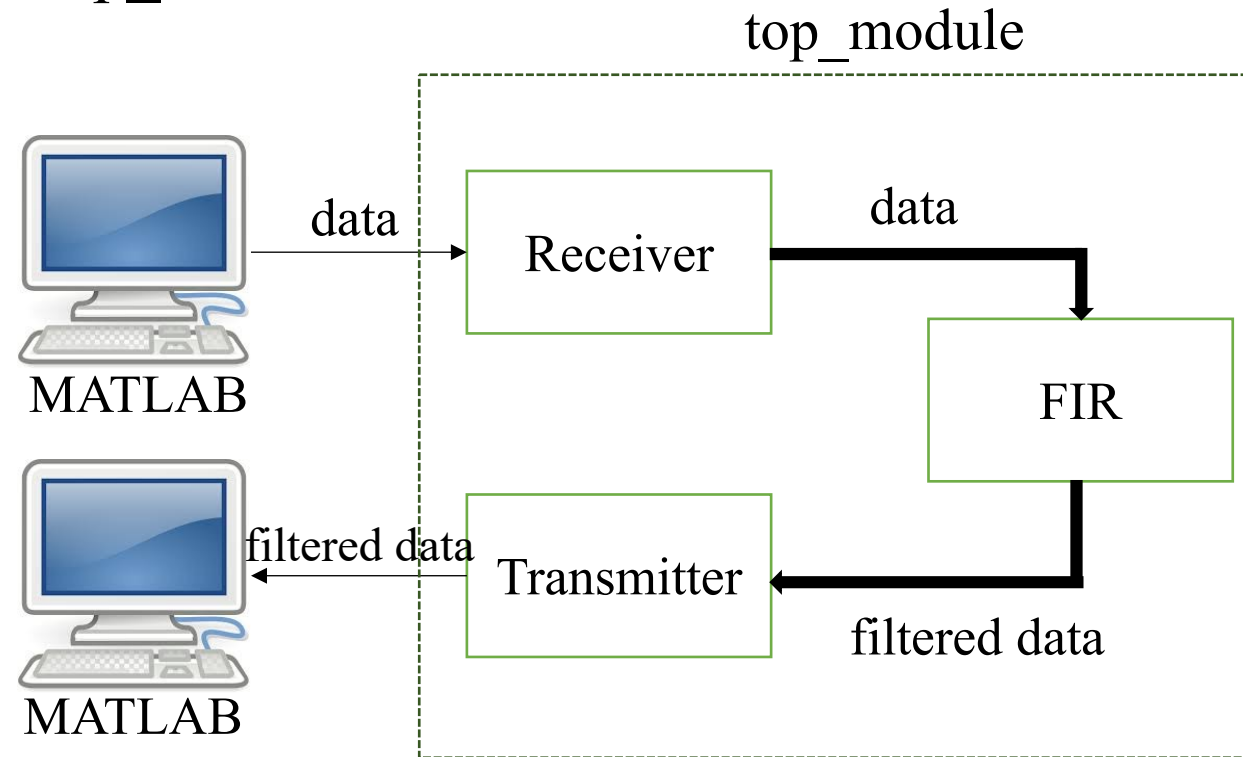 top_module
data
data
Receiver
MATLAB
FIR
filtered data
Transmitter
filtered data
MATLAB